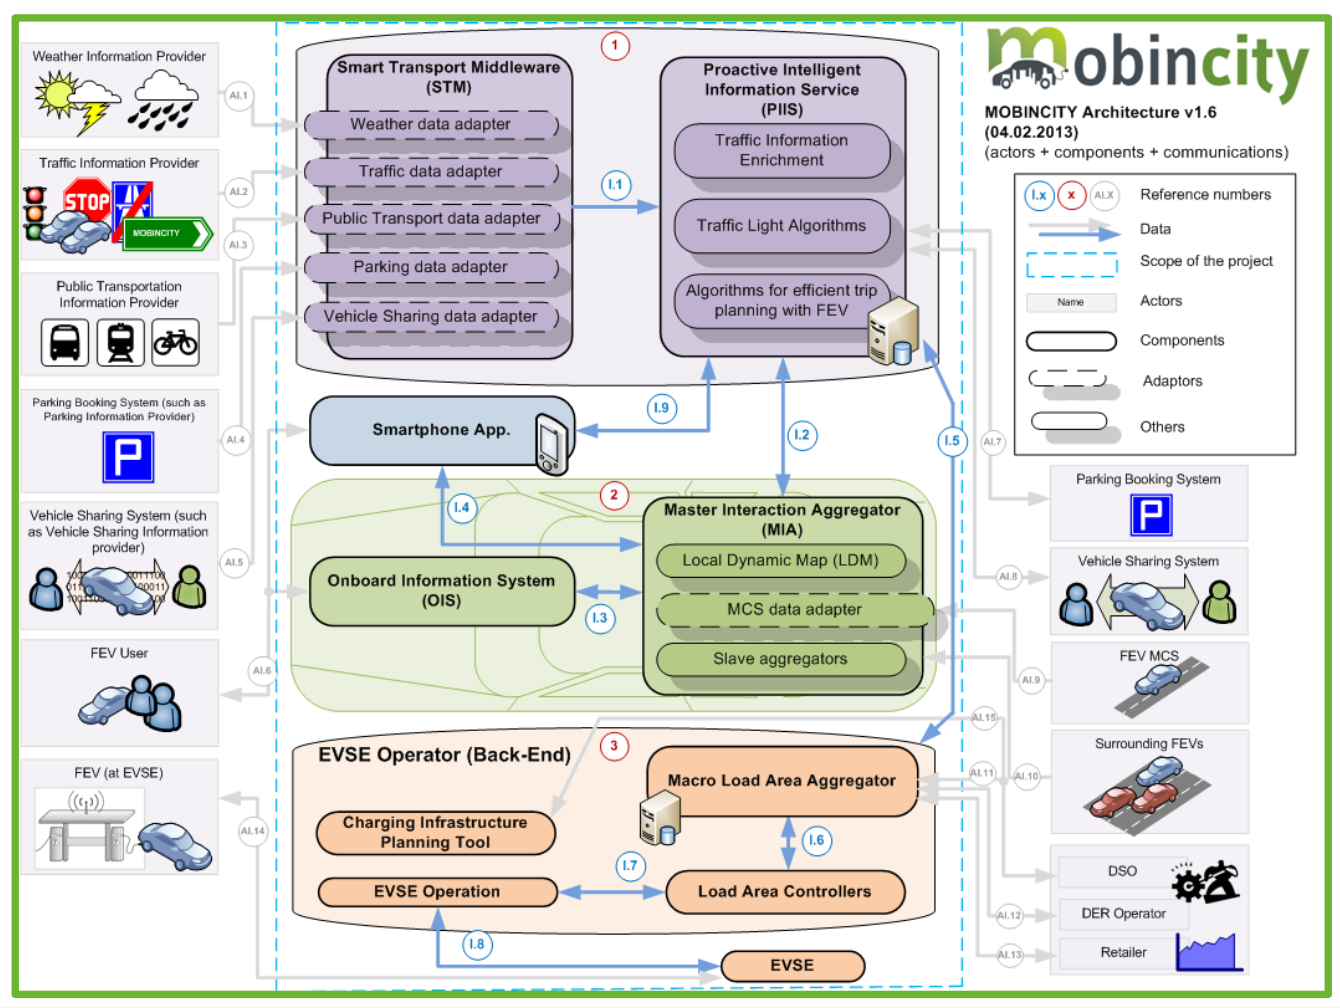 Weather Information Provider
AI.1
Traffic Information Provider
STOP
MOBINCITY
AI.2
AI.3
Public Transportation
Information Provider
Parking Booking System (such as
Parking Information Provider)
P
AI.4
Vehicle Sharing System (such
as Vehicle Sharing Information
provider)
AI.5
FEV User
AI.6
FEV (at EVSE)
AI.14
1
Smart Transport Middleware
(STM)
Weather data adapter
Traffic data adapter
Public Transport data adapter
Parking data adapter
Vehicle Sharing data adapter
I.1
Proactive Intelligent
Information Service
(PIIS)
Traffic Information
Enrichment
Traffic Light Algorithms
Algorithms for efficient trip
planning with FEV
Smartphone App.
I.9
I.2
I.5
I.4
2
Master Interaction Aggregator
(MIA)
Local Dynamic Map (LDM)
MCS data adapter
Slave aggregators
Onboard Information System
(OIS)
I.3
EVSE Operator (Back-End)
3
Macro Load Area Aggregator
Charging Infrastructure
Planning Tool
I.6
I.7
EVSE Operation
Load Area Controllers
I.8
EVSE
mobincity
MOBINCITY Architecture v1.6
(04.02.2013)
(actors + components + communications)
I.x x AI.X Reference numbers
Data
Scope of the project
Name Actors
Components
Adaptors
Others
AI.7
Parking Booking System
P
AI.8
Vehicle Sharing System
AI.9
FEV MCS
AI.15
Surrounding FEVs
AI.11
AI.10
DSO
AI.12
DER Operator
AI.13
Retailer